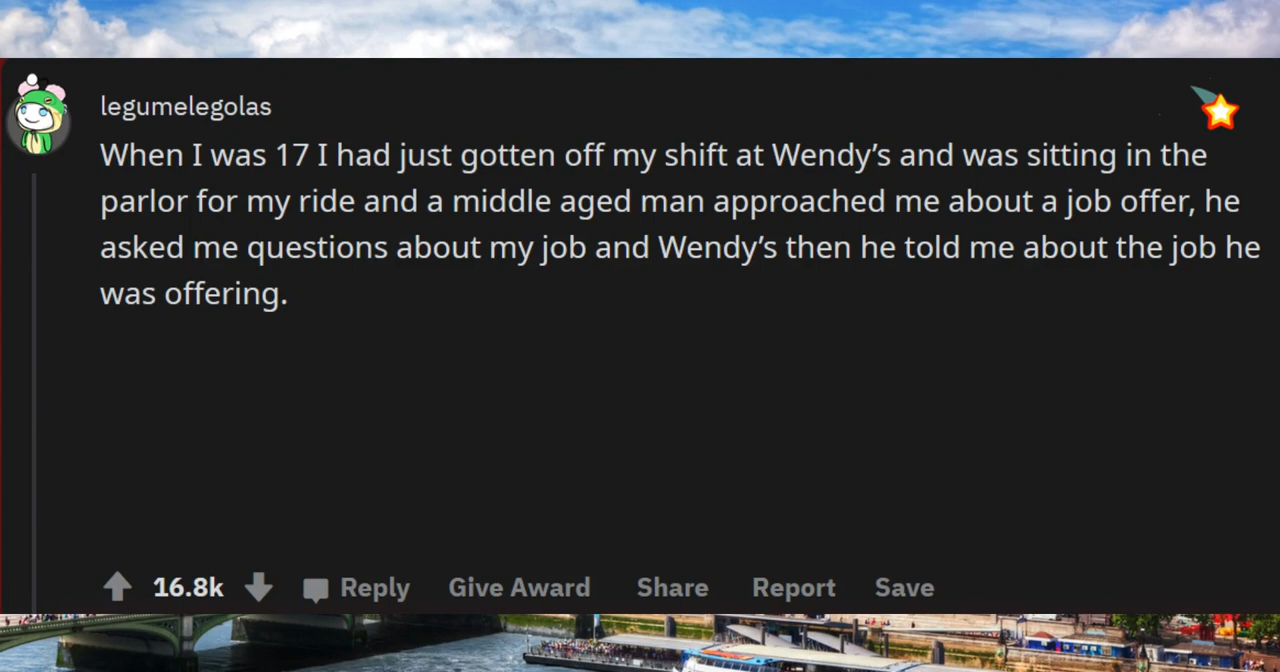 legumelegolas
When I was 17 I had just gotten off my shift at Wendy’s and was sitting in the
parlor for my ride and a middle aged man approached me about a job offer, he
asked me questions about my job and Wendy’s then he told me about the job he
was offering.
16.8k Reply Give Award Share Report Save